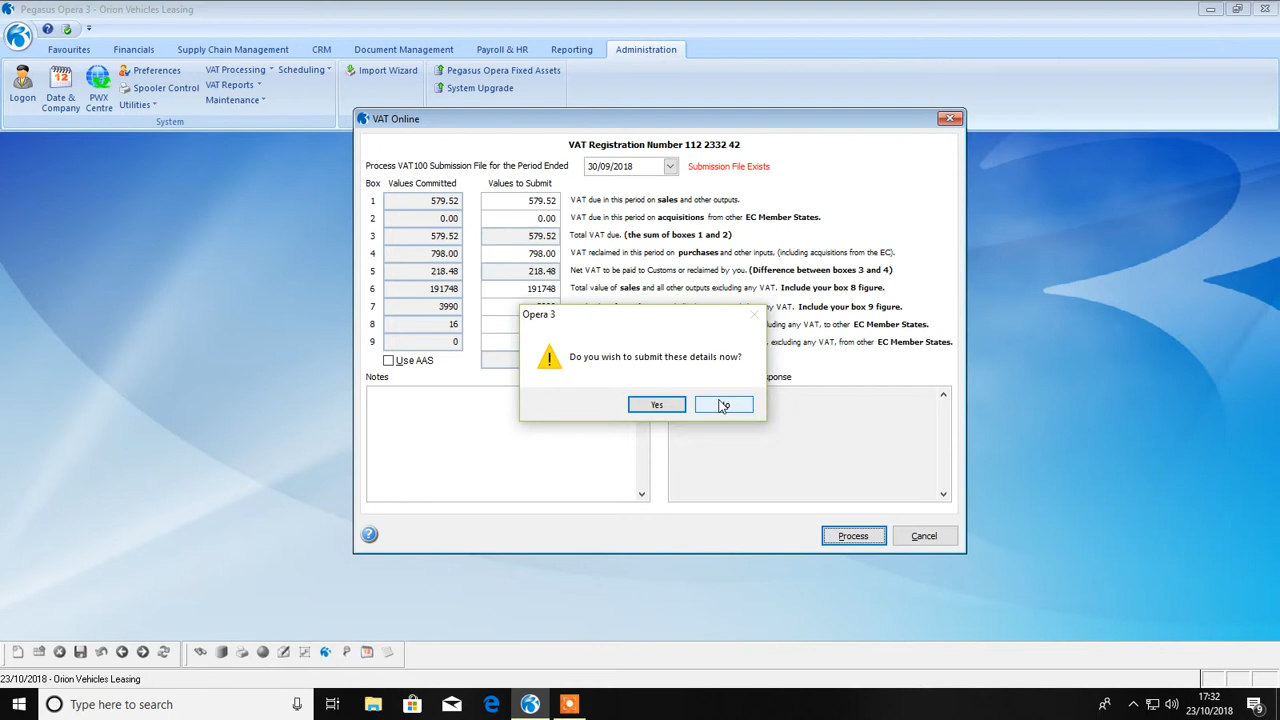 Pegasus Opera 3 - Orion Vehicles Leasing
Favourites Financials Supply Chain Management CRM Document Management Payroll & HR Reporting Administration
Logon Date & Company PWX Centre
Preferences
Spooler Control
Utilities
System
VAT Processing Scheduling
VAT Reports
Maintenance
Import Wizard
Pegasus Opera Fixed Assets
System Upgrade
VAT Online
VAT Registration Number 112 2332 42
Process VAT100 Submission File for the Period Ended 30/09/2018 Submission File Exists
Box Values Committed Values to Submit
1 579.52 579.52 VAT due in this period on sales and other outputs.
2 0.00 0.00 VAT due in this period on acquisitions from other EC Member States.
3 579.52 579.52 Total VAT due. (the sum of boxes 1 and 2)
4 798.00 798.00 VAT reclaimed in this period on purchases and other inputs, (including acquisitions from the EC).
5 218.48 218.48 Net VAT to be paid to Customs or reclaimed by you. (Difference between boxes 3 and 4)
6 191748 191748 Total value of sales and all other outputs excluding any VAT. Include your box 8 figure.
7 3990 any VAT. Include your box 9 figure.
8 16 excluding any VAT, to other EC Member States.
9 0 excluding any VAT, from other EC Member States.
Use AAS
Notes
Opera 3
Do you wish to submit these details now?
Yes
Process Cancel
23/10/2018 - Orion Vehicles Leasing
Type here to search
17:32
23/10/2018